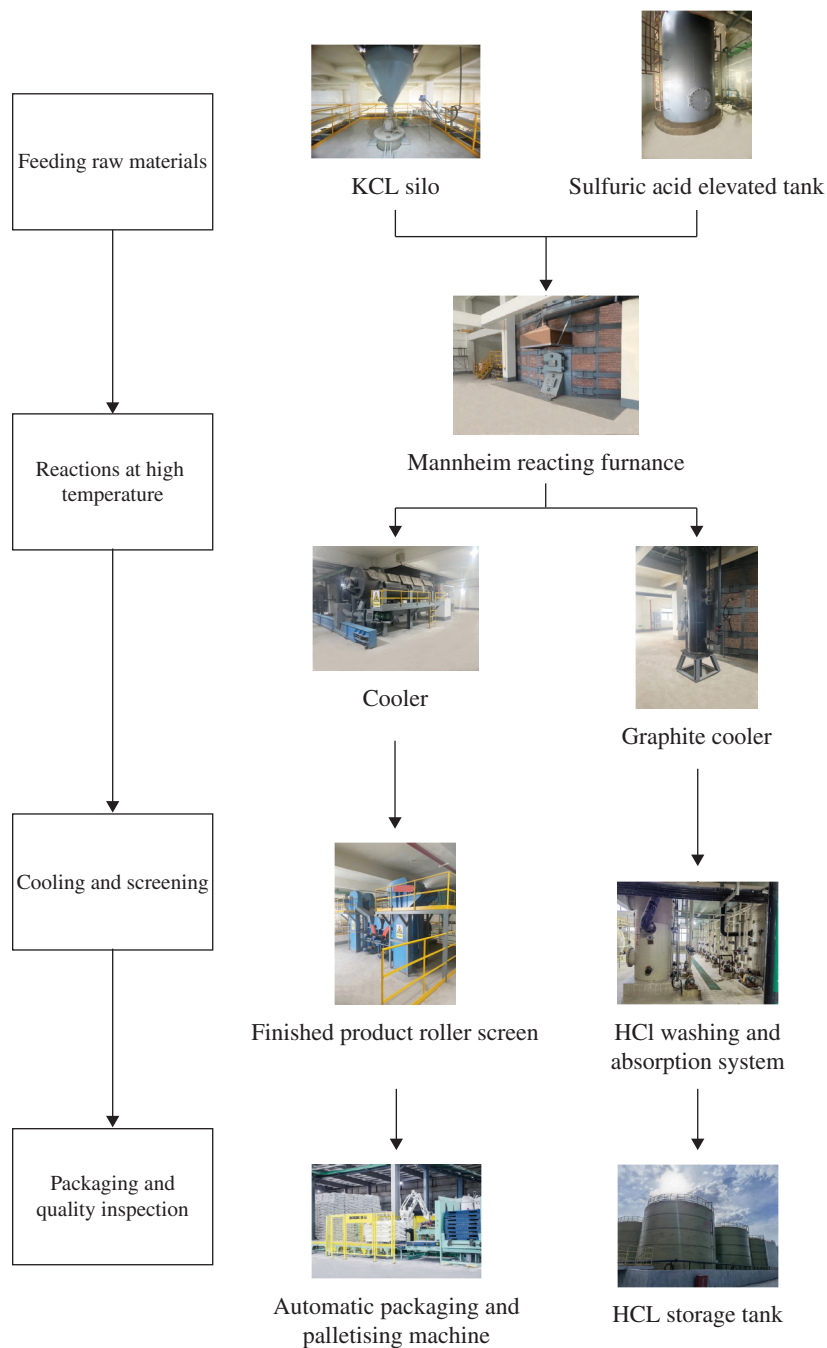 Feeding raw materials
KCL silo
Sulfuric acid elevated tank
Mannheim reacting furnance
Reactions at high
temperature
Cooler
Graphite cooler
Cooling and screening
Finished product roller screen
HCl washing and
absorption system
Packaging and
quality inspection
Automatic packaging and
palletising machine
HCL storage tank